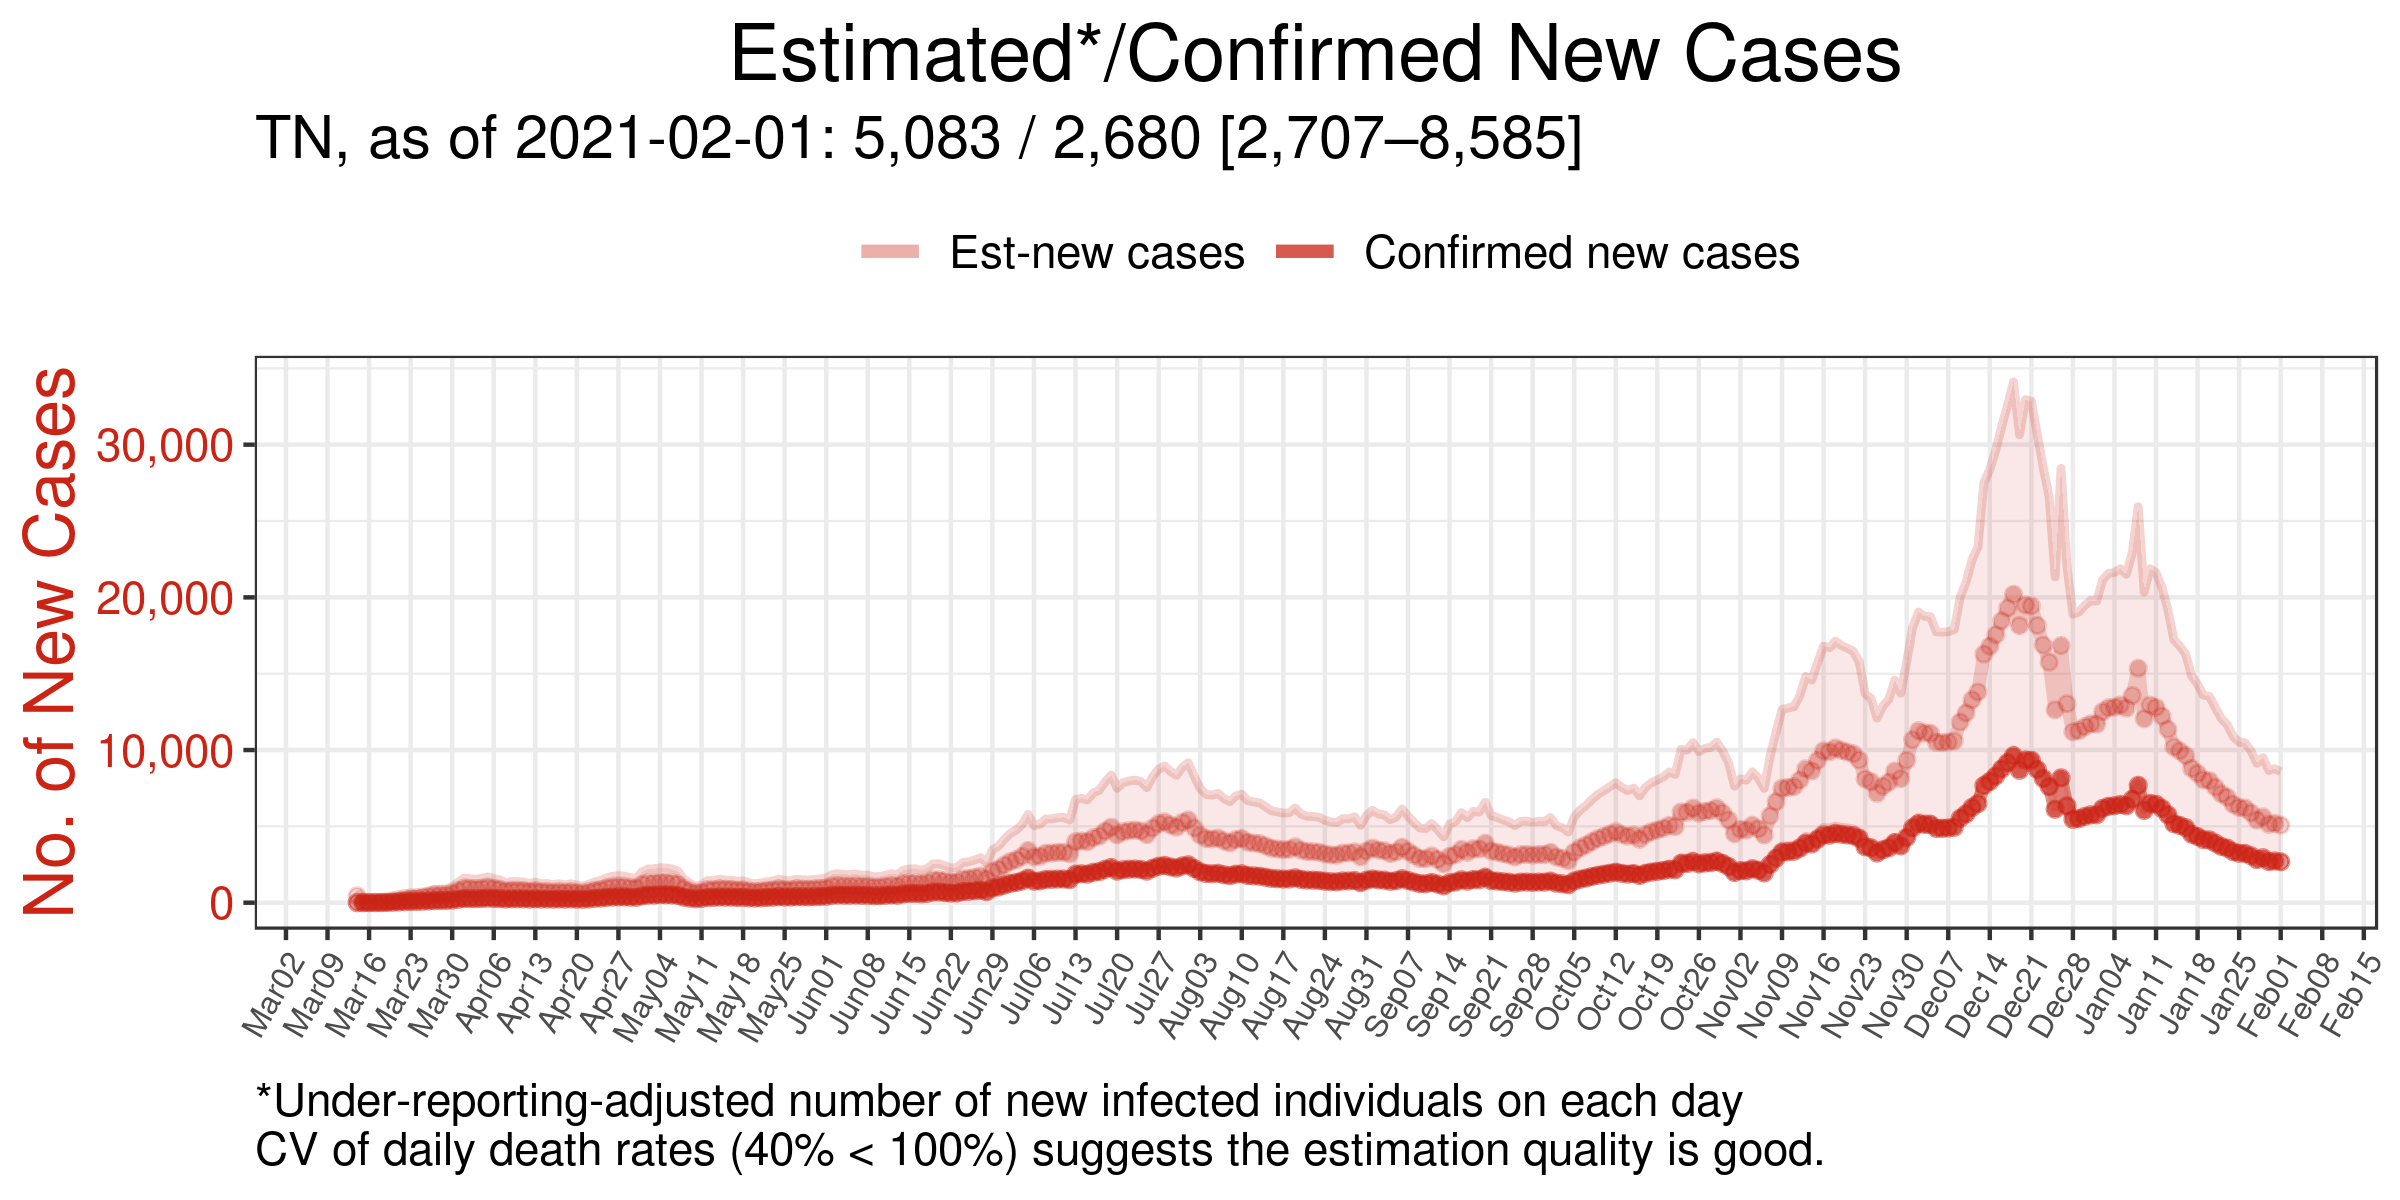 Estimated*/Confirmed New Cases
TN, as of 2021-02-01: 5,083 / 2,680 [2,707–8,585]
Est-new cases
Confirmed new cases
No. of New Cases
30,000
20,000
10,000
0
Mar02
Mar09
Mar16
Mar23
Mar30
Apr06
Apr13
Apr20
Apr27
May04
May11
May18
May25
Jun01
Jun08
Jun15
Jun22
Jun29
Jul06
Jul13
Jul20
Jul27
Aug03
Aug10
Aug17
Aug24
Aug31
Sep07
Sep14
Sep21
Sep28
Oct05
Oct12
Oct19
Oct26
Nov02
Nov09
Nov16
Nov23
Nov30
Dec07
Dec14
Dec21
Dec28
Jan04
Jan11
Jan18
Jan25
Feb01
Feb08
Feb15
*Under-reporting-adjusted number of new infected individuals on each day
CV of daily death rates (40% < 100%) suggests the estimation quality is good.